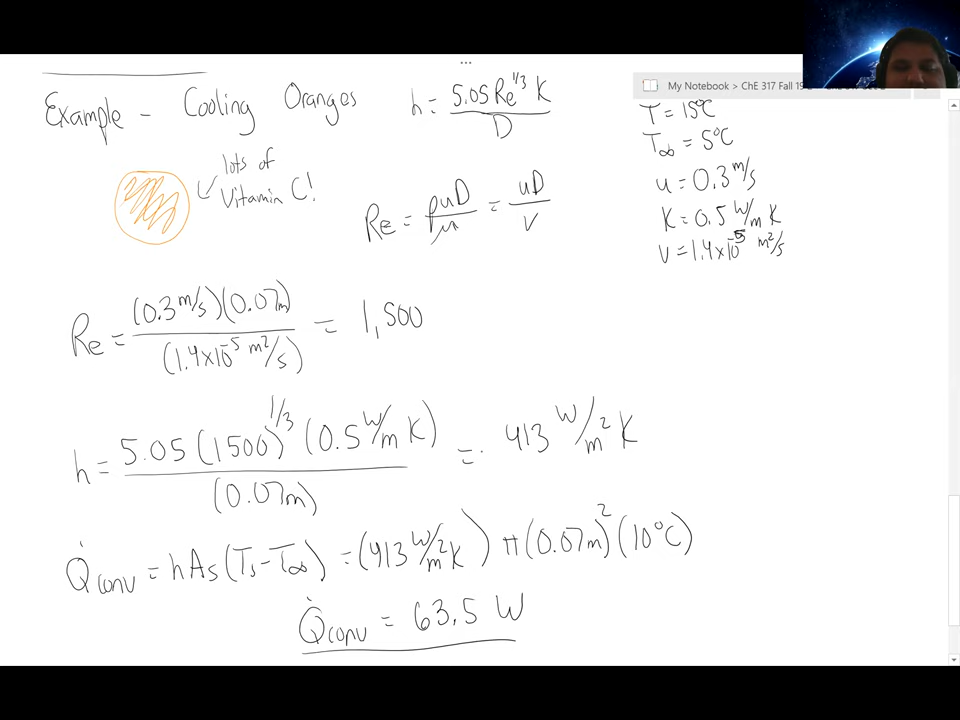 My Notebook > ChE 317 Fall 19
Example - Cooling Oranges
h = 5.05 Re^1/3 K / D
T = 15°C
T∞ = 5°C
u = 0.3 m/s
K = 0.5 W/m K
ν = 1.4x10^-5 m²/s
lots of
Vitamin C!
Re = ρuD/μ = uD/ν
Re = (0.3 m/s)(0.07m) / (1.4x10^-5 m²/s) = 1,500
h = 5.05 (1500)^1/3 (0.5 W/m K) / (0.07m) = 413 W/m² K
Q̇conv = hAs(Ts - T∞) = (413 W/m² K) π (0.07m)² (10°C)
Q̇conv = 63.5 W